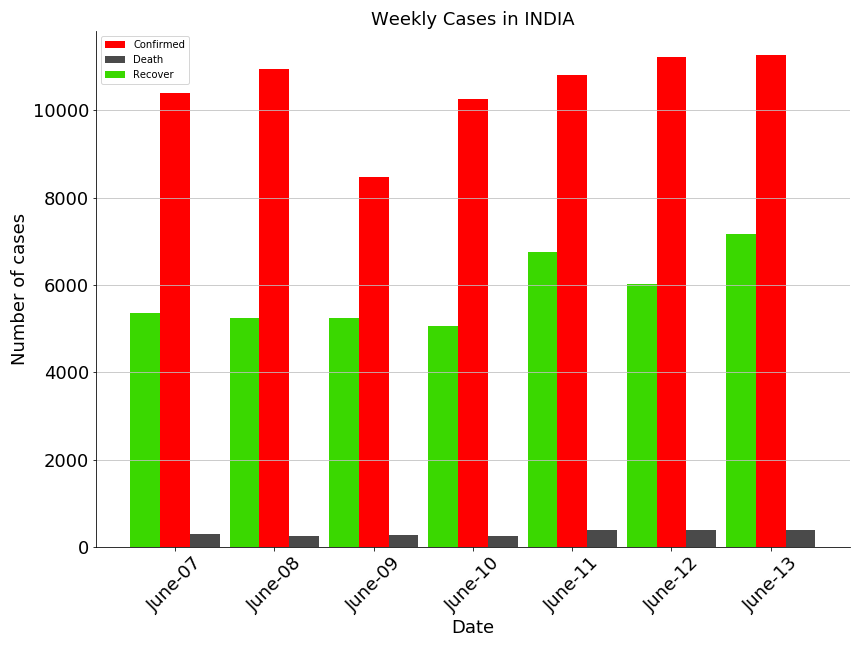 Weekly Cases in INDIA
Confirmed
Death
Recover
Number of cases
10000
8000
6000
4000
2000
0
June-07
June-08
June-09
June-10
June-11
June-12
June-13
Date